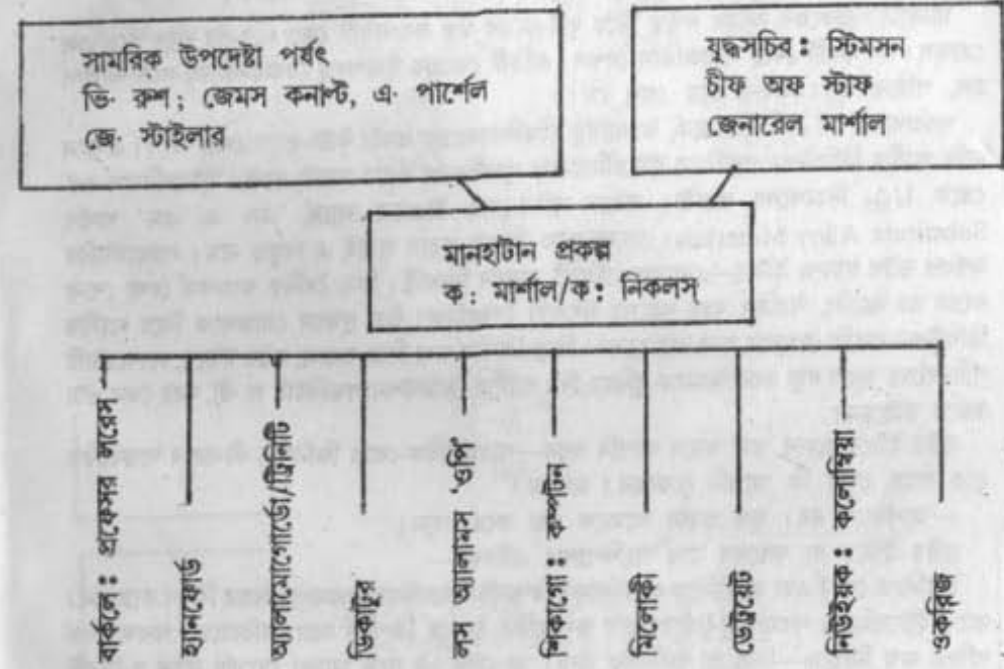 সামরিক উপদেষ্টা পর্ষৎ
ভি· রুশ; জেমস কনান্ট, এ· পার্শেল
জে· স্টাইলার
যুদ্ধসচিব: স্টিমসন
চীফ অফ স্টাফ
জেনারেল মার্শাল
মানহাটান প্রকল্প
ক: মার্শাল/ক: নিকলস্
বার্কলে: প্রফেসর লরেন্স
হ্যানফোর্ড
অ্যালামোগোর্ডো/ট্রিনিটি
ডিকাটুর
লস অ্যালামস
শিকাগো: কম্পটন
মিলোকী
ডেট্রয়েট
নিউইয়র্ক: কলোম্বিয়া
ওকরিজ